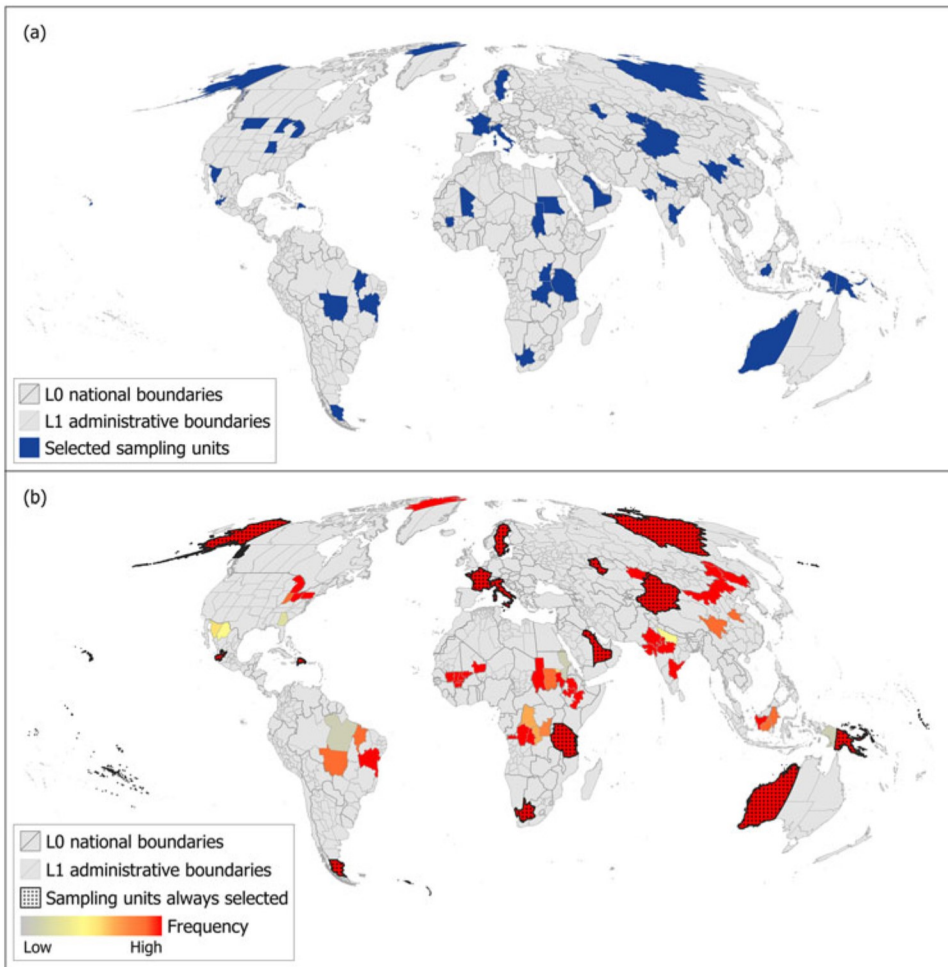 (a)
L0 national boundaries
L1 administrative boundaries
Selected sampling units
(b)
L0 national boundaries
L1 administrative boundaries
Sampling units always selected
Frequency
Low High